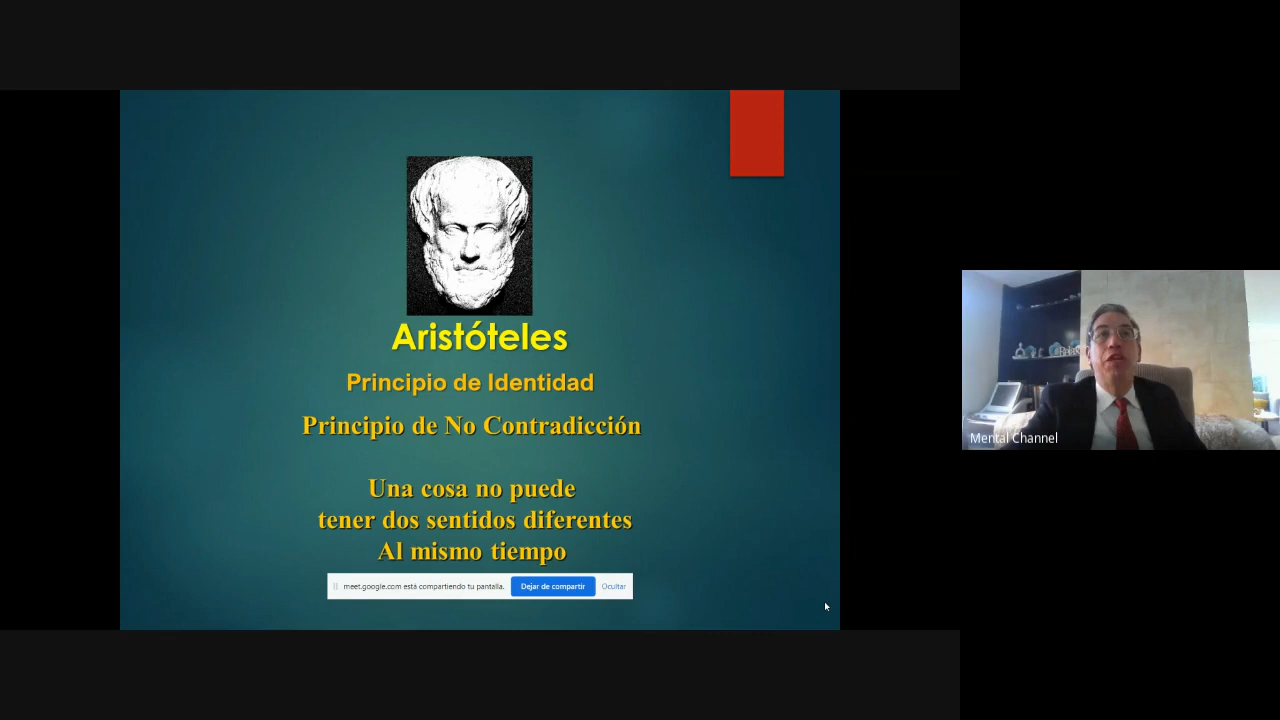 Aristóteles
Principio de Identidad
Principio de No Contradicción
Una cosa no puede
tener dos sentidos diferentes
Al mismo tiempo
meet.google.com está compartiendo tu pantalla. Dejar de compartir Ocultar
Mental Channel